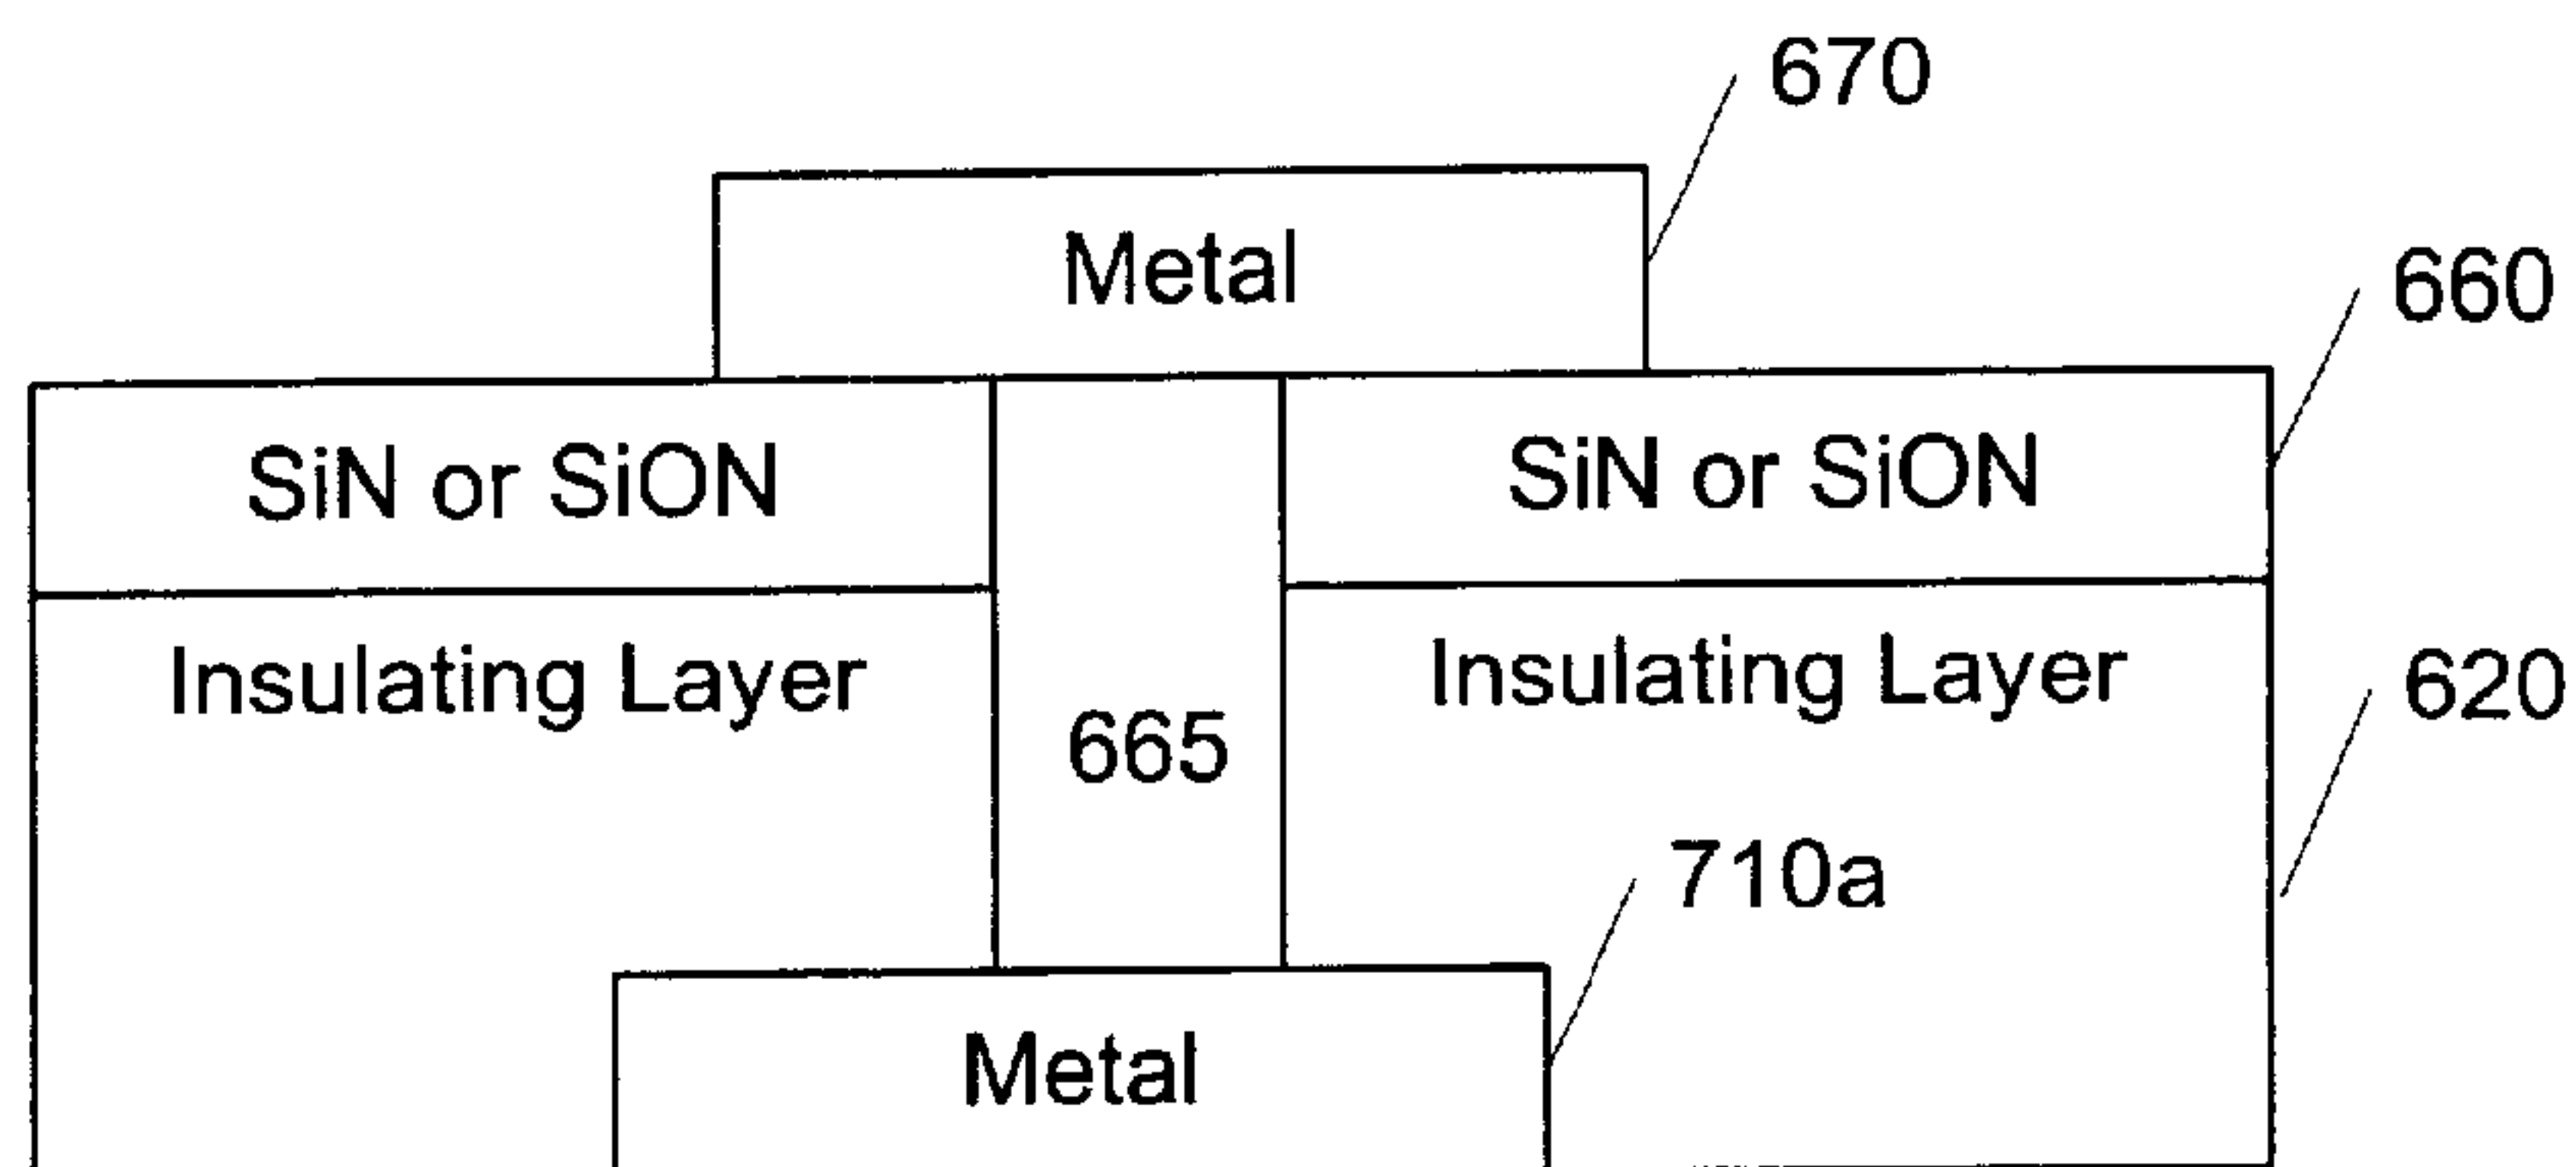 670
Metal
660
SiN or SiON
SiN or SiON
Insulating Layer
Insulating Layer
620
665
710a
Metal